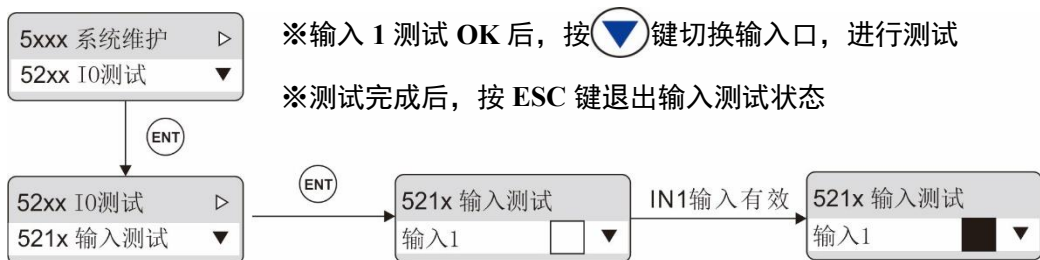 5xxx 系统维护 ▷
52xx IO测试 ▼
※输入 1 测试 OK 后，按▼键切换输入口，进行测试
※测试完成后，按 ESC 键退出输入测试状态
ENT
52xx IO测试 ▷
521x 输入测试 ▼
ENT
521x 输入测试
输入1 ▼
IN1输入有效
521x 输入测试
输入1 ▼